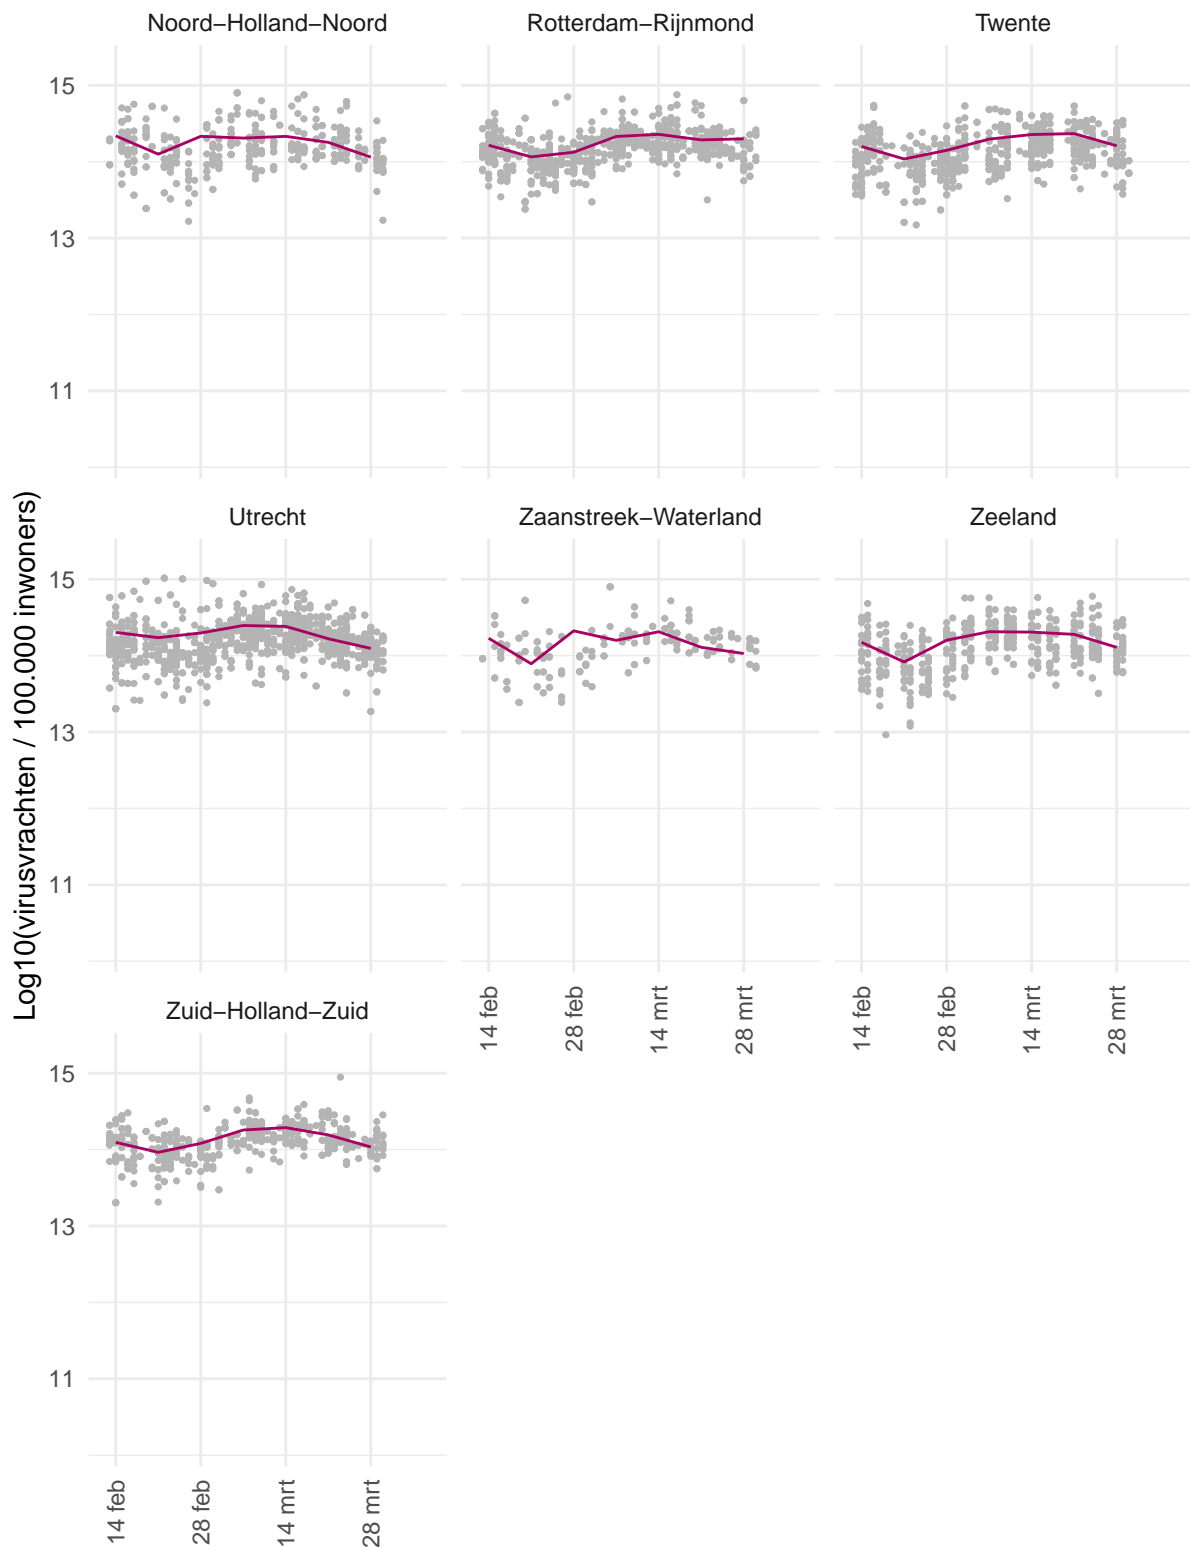 Noord−Holland−Noord
Rotterdam−Rijnmond
Twente
15
13
11
Utrecht
Zaanstreek−Waterland
Zeeland
15
13
11
Log10(virusvrachten / 100.000 inwoners)
14 feb
28 feb
14 mrt
28 mrt
14 feb
28 feb
14 mrt
28 mrt
Zuid−Holland−Zuid
15
13
11
14 feb
28 feb
14 mrt
28 mrt